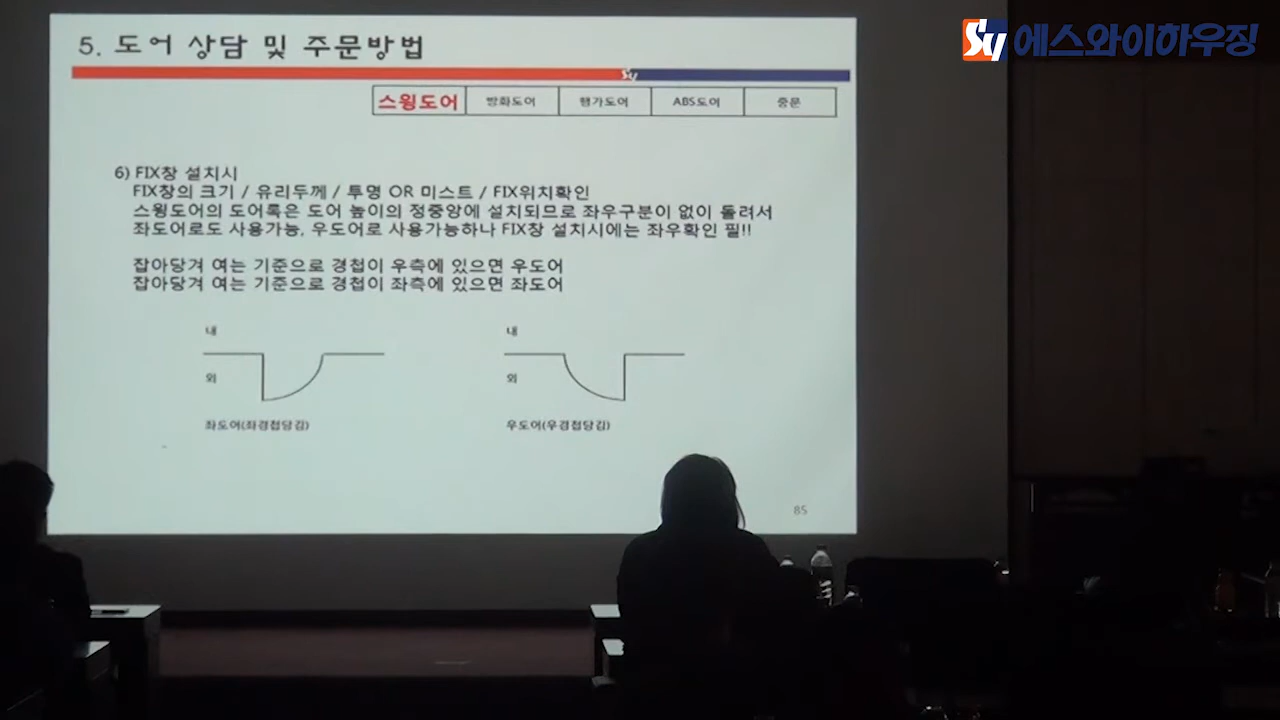 SY 에스와이하우징
5. 도어 상담 및 주문방법
SY
스윙도어 방화도어 행가도어 ABS도어 중문
6) FIX창 설치시
FIX창의 크기 / 유리두께 / 투명 OR 미스트 / FIX위치확인
스윙도어의 도어록은 도어 높이의 정중앙에 설치되므로 좌우구분이 없이 돌려서
좌도어로도 사용가능, 우도어로 사용가능하나 FIX창 설치시에는 좌우확인 필!!
잡아당겨 여는 기준으로 경첩이 우측에 있으면 우도어
잡아당겨 여는 기준으로 경첩이 좌측에 있으면 좌도어
내 내
외 외
좌도어(좌경첩당김) 우도어(우경첩당김)
85